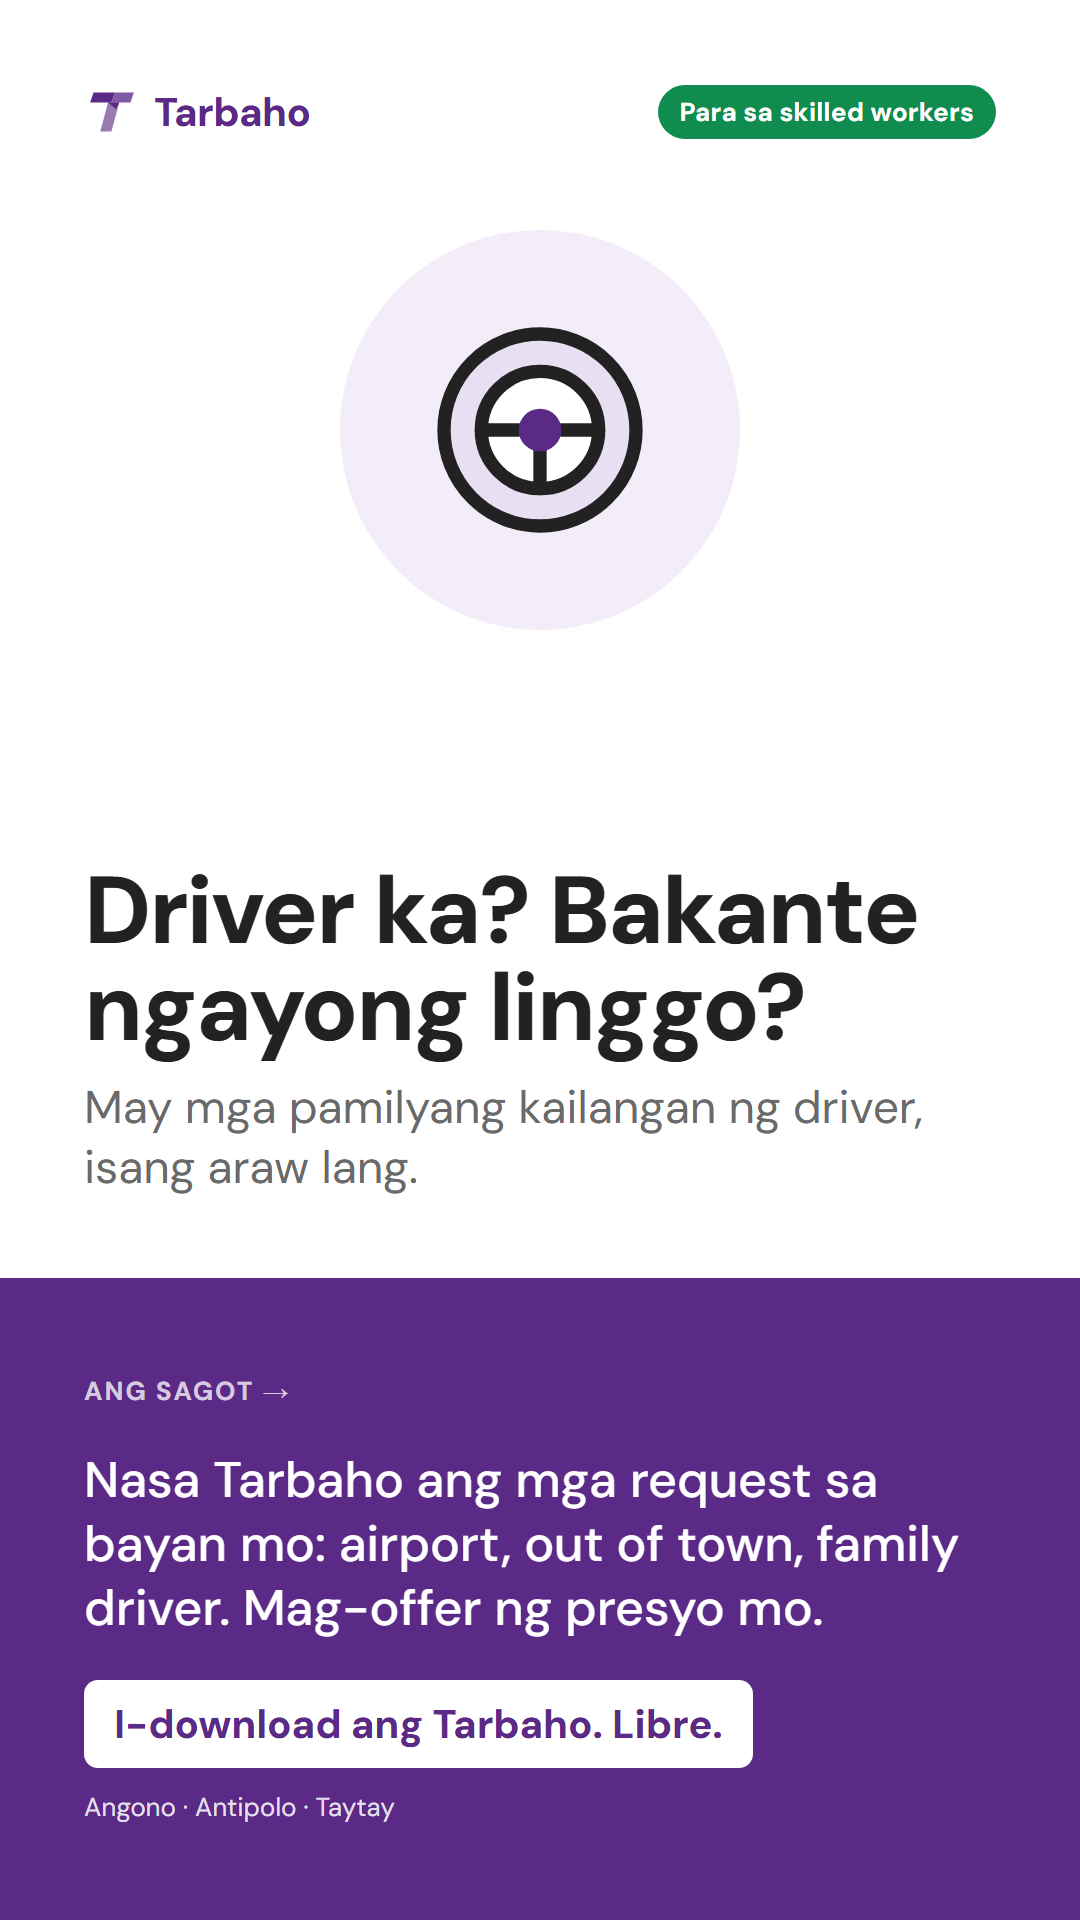 Tarbaho
Para sa skilled workers
Driver ka? Bakante
ngayong linggo?
May mga pamilyang kailangan ng driver,
isang araw lang.
ANG SAGOT →
Nasa Tarbaho ang mga request sa
bayan mo: airport, out of town, family
driver. Mag-offer ng presyo mo.
I-download ang Tarbaho. Libre.
Angono · Antipolo · Taytay